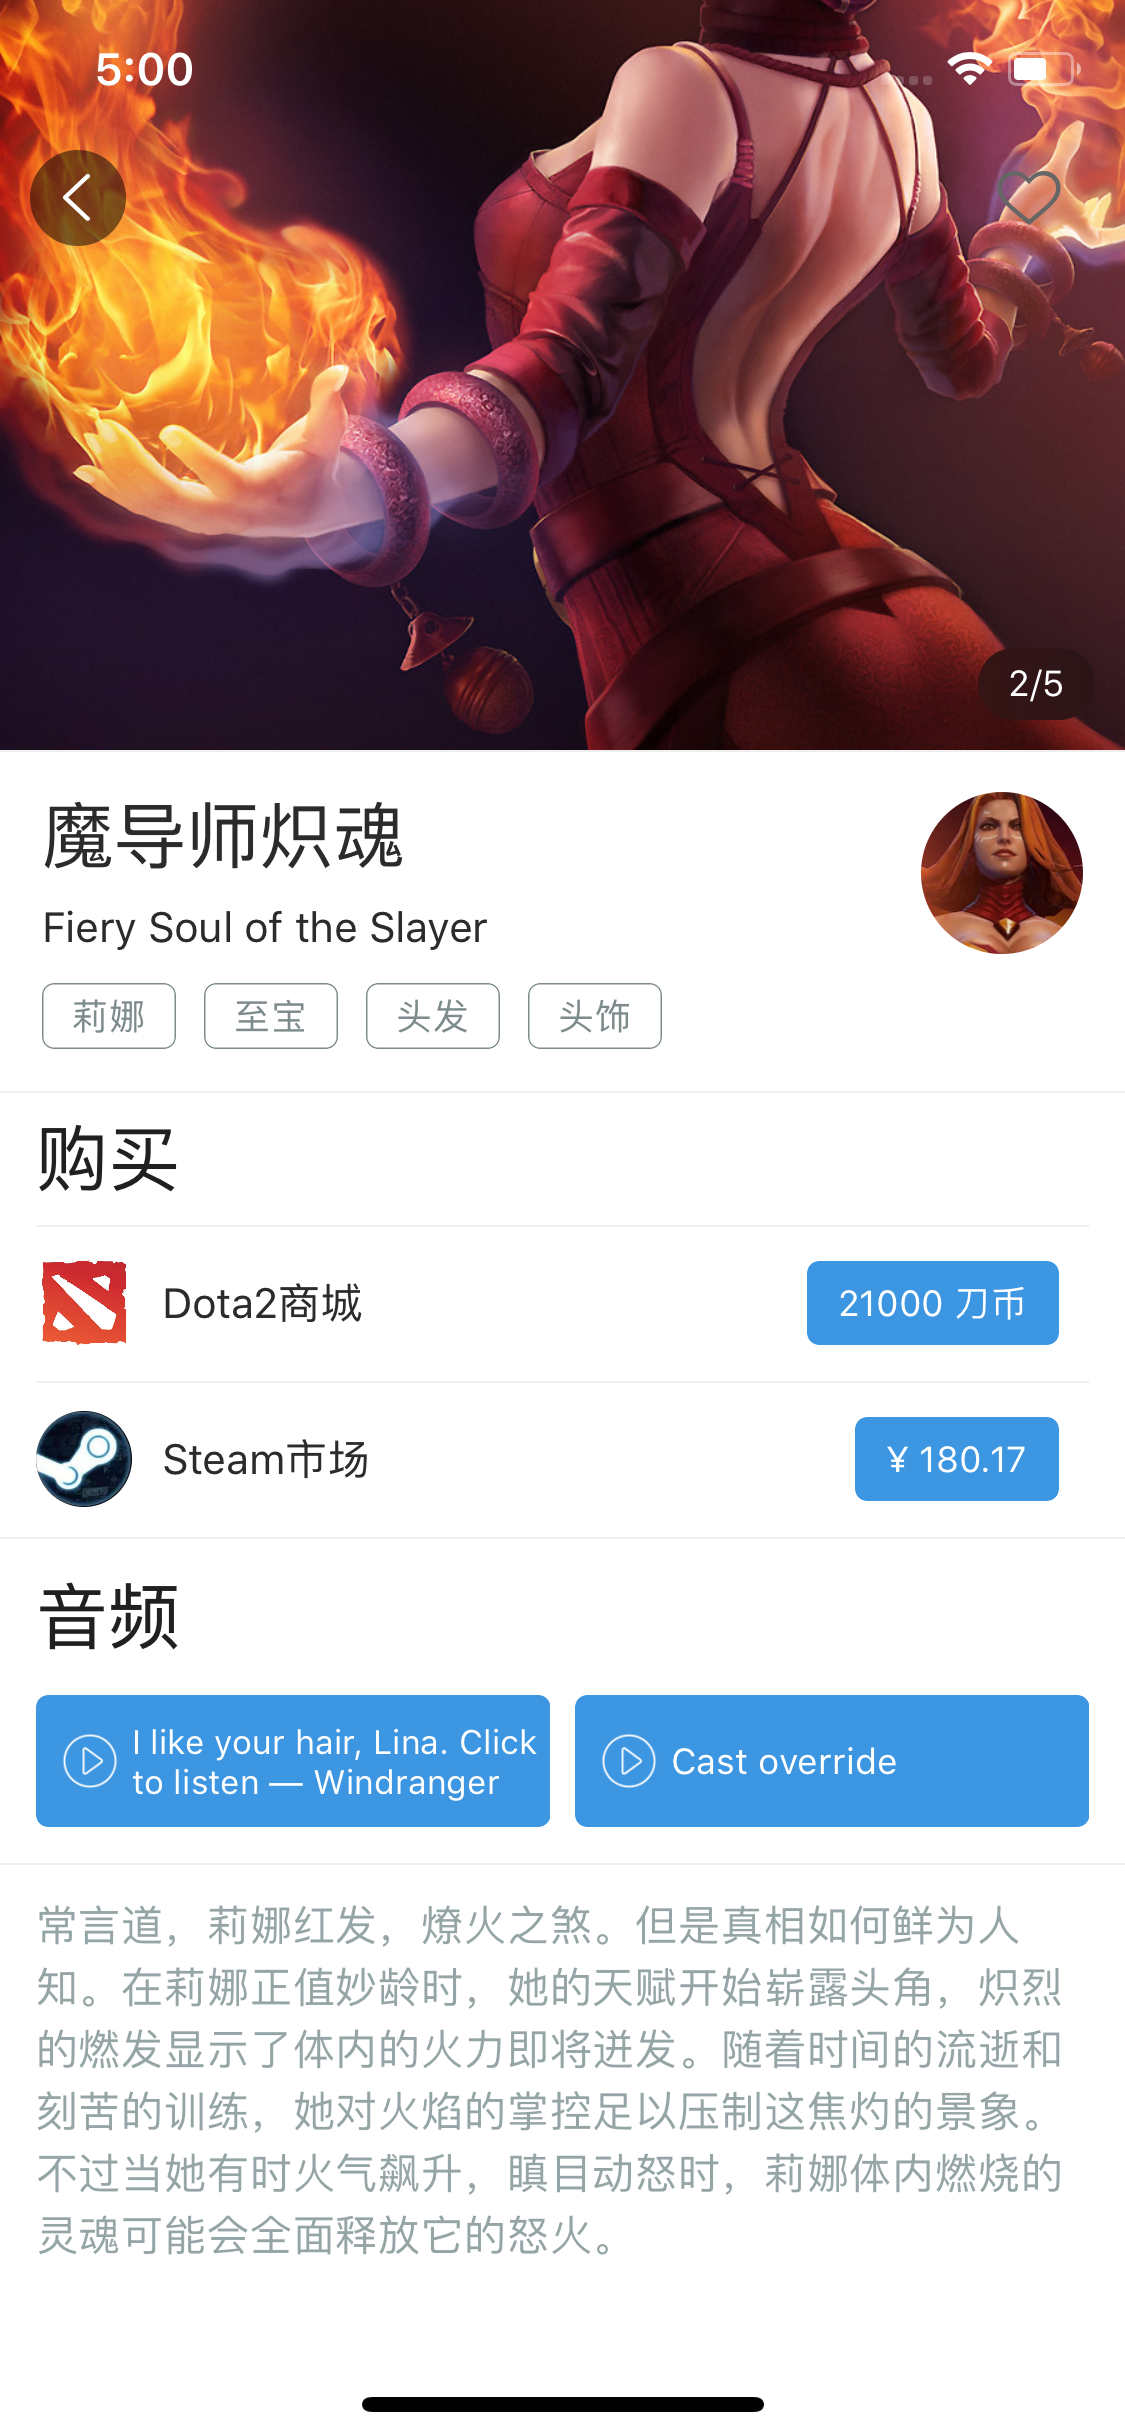 5:00
2/5
魔导师炽魂
Fiery Soul of the Slayer
莉娜 至宝 头发 头饰
购买
Dota2商城 21000 刀币
Steam市场 ¥ 180.17
音频
I like your hair, Lina. Click
to listen — Windranger
Cast override
常言道，莉娜红发，燎火之煞。但是真相如何鲜为人
知。在莉娜正值妙龄时，她的天赋开始崭露头角，炽烈
的燃发显示了体内的火力即将迸发。随着时间的流逝和
刻苦的训练，她对火焰的掌控足以压制这焦灼的景象。
不过当她有时火气飙升，瞋目动怒时，莉娜体内燃烧的
灵魂可能会全面释放它的怒火。